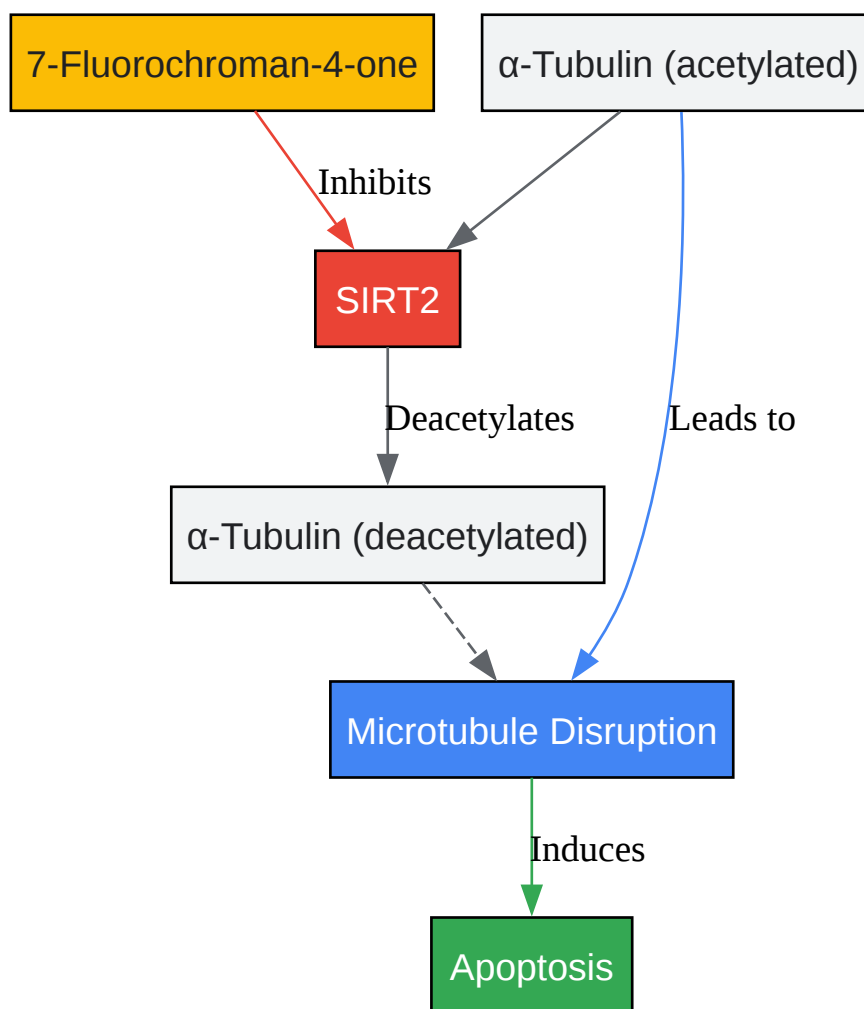 7-Fluorochroman-4-one
α-Tubulin (acetylated)
Inhibits
SIRT2
Deacetylates
Leads to
α-Tubulin (deacetylated)
Microtubule Disruption
Induces
Apoptosis